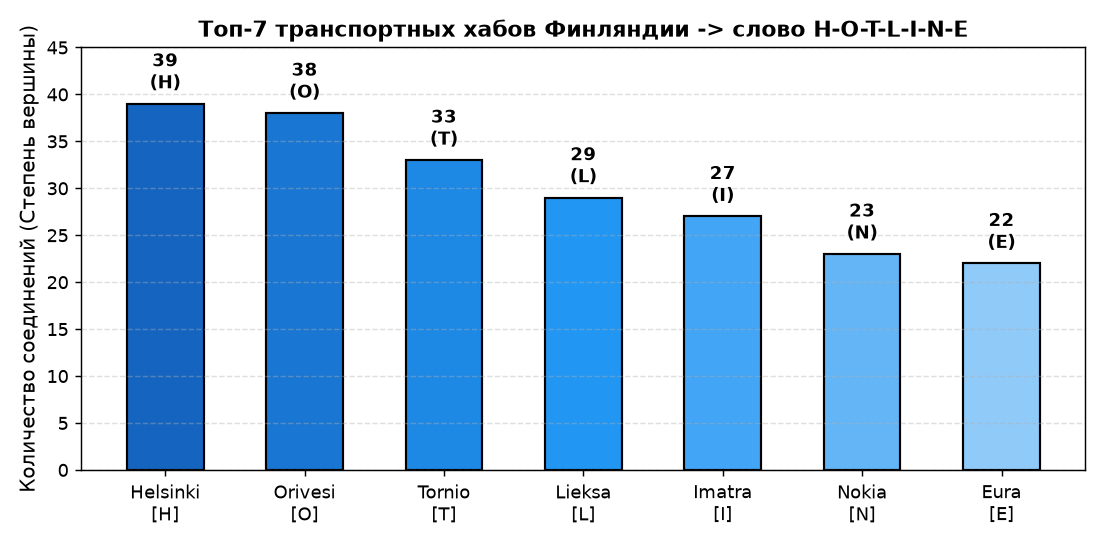 Топ-7 транспортных хабов Финляндии -> слово H-O-T-L-I-N-E
Количество соединений (Степень вершины)
45
40
35
30
25
20
15
10
5
0
39
(H)
38
(O)
33
(T)
29
(L)
27
(I)
23
(N)
22
(E)
Helsinki
[H]
Orivesi
[O]
Tornio
[T]
Lieksa
[L]
Imatra
[I]
Nokia
[N]
Eura
[E]